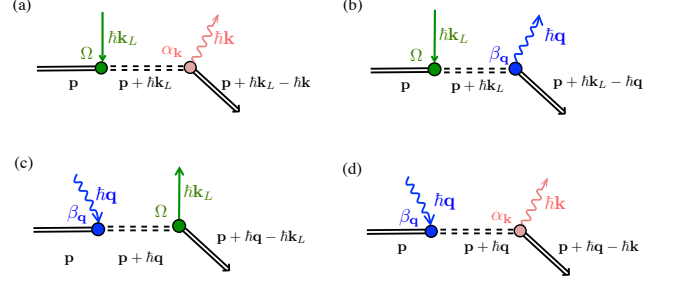 (a)
ħk_L
Ω
α_k
ħk
p
p + ħk_L
p + ħk_L − ħk
(b)
ħk_L
Ω
β_q
ħq
p
p + ħk_L
p + ħk_L − ħq
(c)
ħq
β_q
Ω
ħk_L
p
p + ħq
p + ħq − ħk_L
(d)
ħq
β_q
α_k
ħk
p
p + ħq
p + ħq − ħk